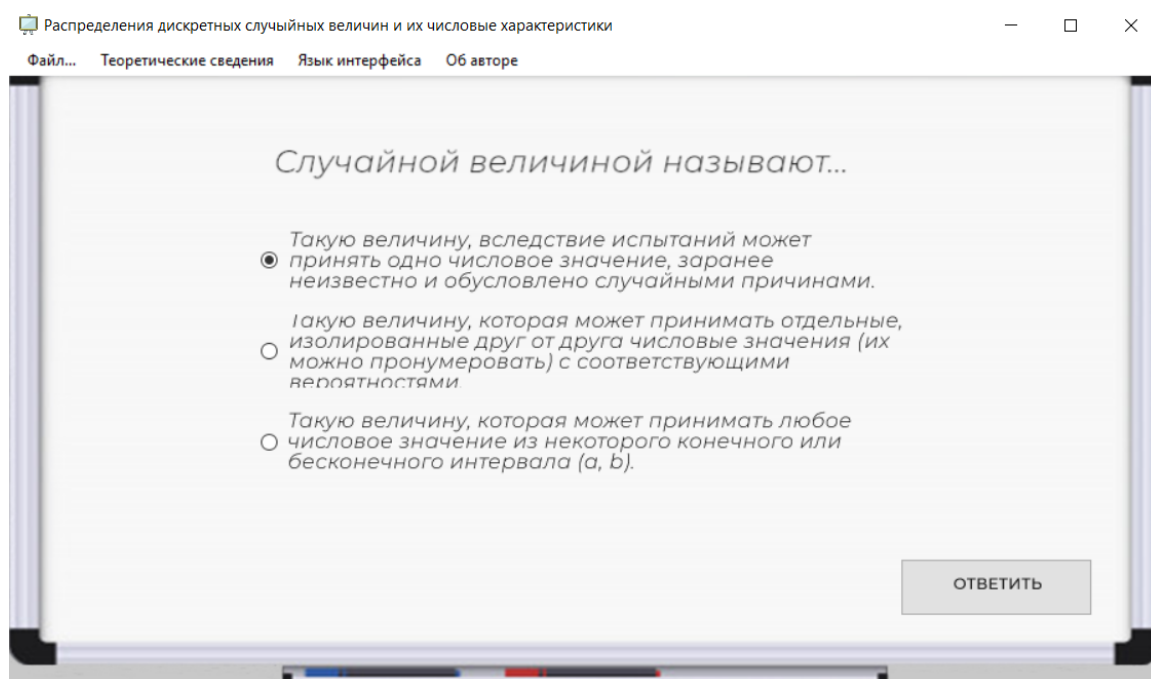 Распределения дискретных случыйных величин и их числовые характеристики
Файл... Теоретические сведения Язык интерфейса Об авторе
Случайной величиной называют...
Такую величину, вследствие испытаний может
принять одно числовое значение, заранее
неизвестно и обусловлено случайными причинами.
Такую величину, которая может принимать отдельные,
изолированные друг от друга числовые значения (их
можно пронумеровать) с соответствующими
вероятностями.
Такую величину, которая может принимать любое
числовое значение из некоторого конечного или
бесконечного интервала (a, b).
ОТВЕТИТЬ